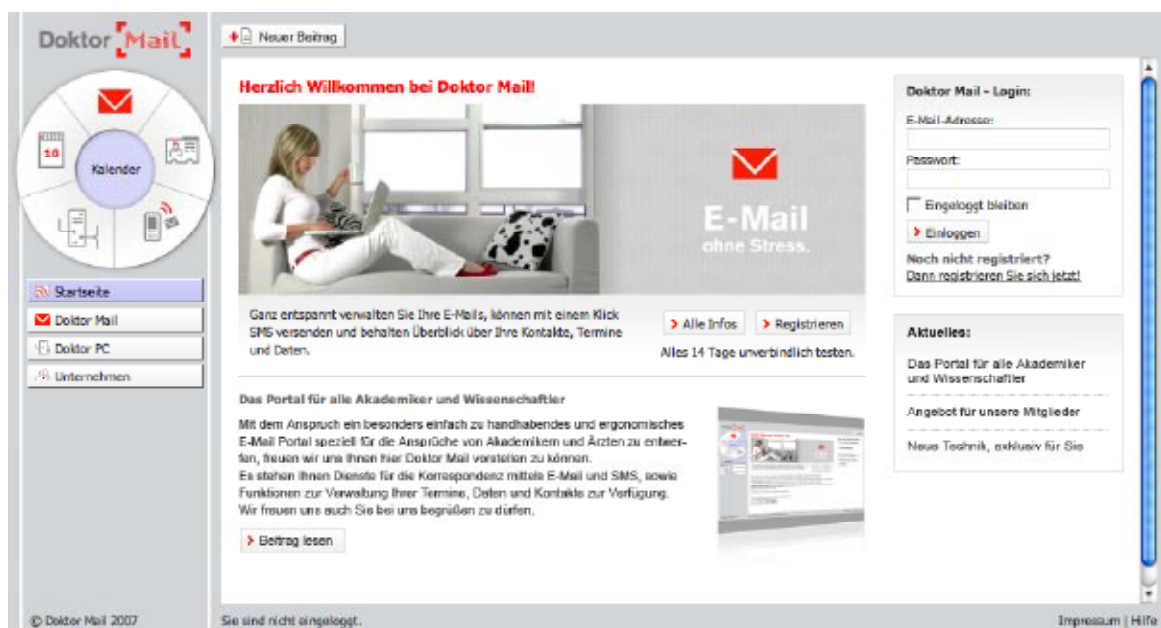 Doktor [Mail]
Neuer Beitrag
18
Kalender
Startseite
Doktor Mail
Doktor PC
Unternehmen
Herzlich Willkommen bei Doktor Mail!
E-Mail
ohne Stress.
Ganz entspannt verwalten Sie Ihre E-Mails, können mit einem Klick
SMS versenden und behalten Überblick über Ihre Kontakte, Termine
und Daten.
Alle Infos
Registrieren
Alles 14 Tage unverbindlich testen.
Das Portal für alle Akademiker und Wissenschaftler
Mit dem Anspruch ein besonders einfach zu handhabendes und ergonomisches
E-Mail Portal speziell für die Ansprüche von Akademikern und Ärzten zu entwer-
fen, freuen wir uns Ihnen hier Doktor Mail vorstellen zu können.
Es stehen Ihnen Dienste für die Korrespondenz mittels E-Mail und SMS, sowie
Funktionen zur Verwaltung Ihrer Termine, Daten und Kontakte zur Verfügung.
Wir freuen uns auch Sie bei uns begrüßen zu dürfen.
Beitrag lesen
Doktor Mail - Login:
E-Mail-Adresse:
Passwort:
Eingeloggt bleiben
Einloggen
Noch nicht registriert?
Dann registrieren Sie sich jetzt!
Aktuelles:
Das Portal für alle Akademiker
und Wissenschaftler
Angebot für unsere Mitglieder
Neue Technik, exklusiv für Sie
© Doktor Mail 2007
Sie sind nicht eingeloggt.
Impressum | Hilfe